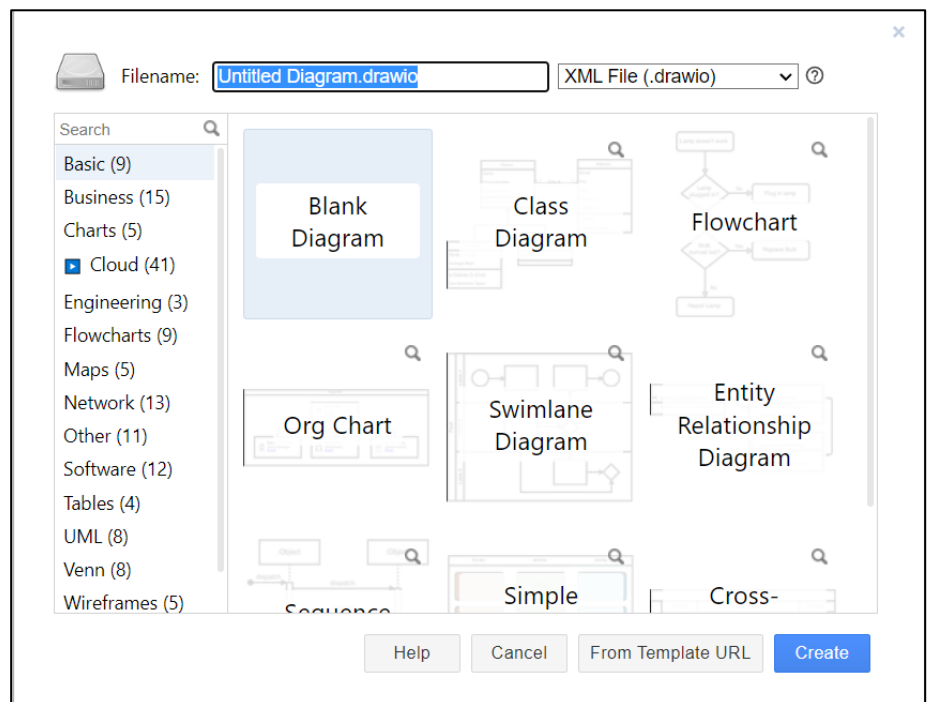 ×
Filename: Untitled Diagram.drawio XML File (.drawio) ?
Search
Basic (9)
Business (15)
Charts (5)
Cloud (41)
Engineering (3)
Flowcharts (9)
Maps (5)
Network (13)
Other (11)
Software (12)
Tables (4)
UML (8)
Venn (8)
Wireframes (5)
Blank
Diagram
Class
Diagram
Flowchart
Org Chart
Swimlane
Diagram
Entity
Relationship
Diagram
Sequence
Simple
Cross-
Help Cancel From Template URL Create